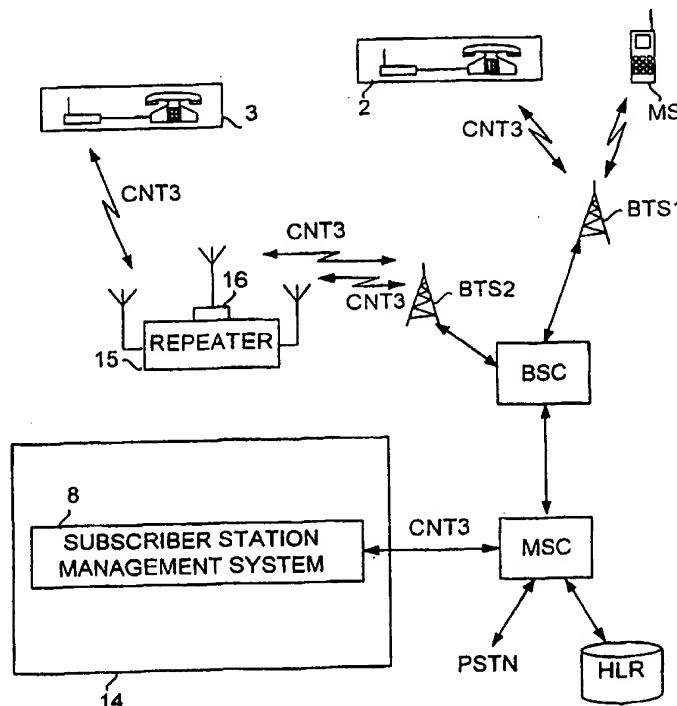 2
MS
3
CNT3
CNT3
BTS1
CNT3
CNT3
BTS2
16
REPEATER
15
BSC
8
SUBSCRIBER STATION
MANAGEMENT SYSTEM
CNT3
MSC
PSTN
HLR
14